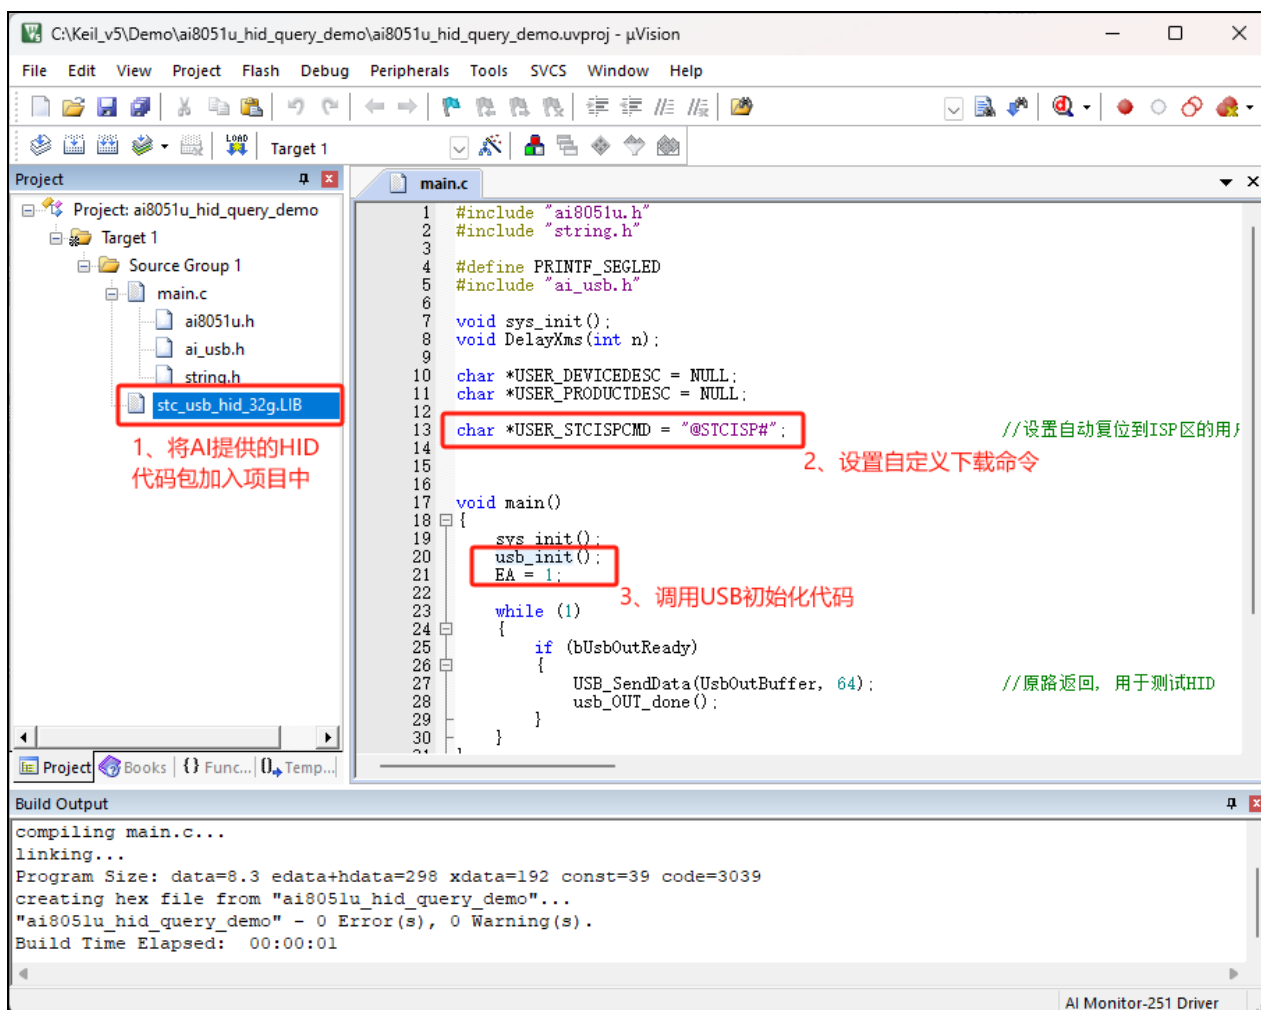 C:\Keil_v5\Demo\ai8051u_hid_query_demo\ai8051u_hid_query_demo.uvproj - µVision
File Edit View Project Flash Debug Peripherals Tools SVCS Window Help
LOAD
Target 1
Project
main.c
Project: ai8051u_hid_query_demo
Target 1
Source Group 1
main.c
ai8051u.h
ai_usb.h
string.h
stc_usb_hid_32g.LIB
1、将AI提供的HID
代码包加入项目中
1 #include "ai8051u.h"
2 #include "string.h"
3
4 #define PRINTF_SEGLED
5 #include "ai_usb.h"
6
7 void sys_init();
8 void DelayXms(int n);
9
10 char *USER_DEVICEDESC = NULL;
11 char *USER_PRODUCTDESC = NULL;
12
13 char *USER_STCISPCMD = "@STCISP#"; //设置自动复位到ISP区的用
14
2、设置自定义下载命令
15
16
17 void main()
18 {
19 sys_init();
20 usb_init();
21 EA = 1;
22
3、调用USB初始化代码
23 while (1)
24 {
25 if (bUsbOutReady)
26 {
27 USB_SendData(UsbOutBuffer, 64); //原路返回, 用于测试HID
28 usb_OUT_done();
29 }
30 }
Project Books {} Func... Temp...
Build Output
compiling main.c...
linking...
Program Size: data=8.3 edata+hdata=298 xdata=192 const=39 code=3039
creating hex file from "ai8051u_hid_query_demo"...
"ai8051u_hid_query_demo" - 0 Error(s), 0 Warning(s).
Build Time Elapsed: 00:00:01
AI Monitor-251 Driver